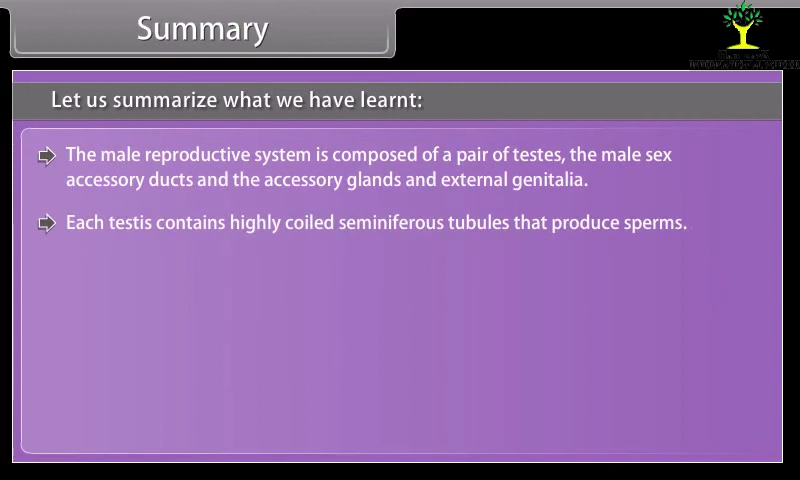 Summary
Let us summarize what we have learnt:
The male reproductive system is composed of a pair of testes, the male sex
accessory ducts and the accessory glands and external genitalia.
Each testis contains highly coiled seminiferous tubules that produce sperms.